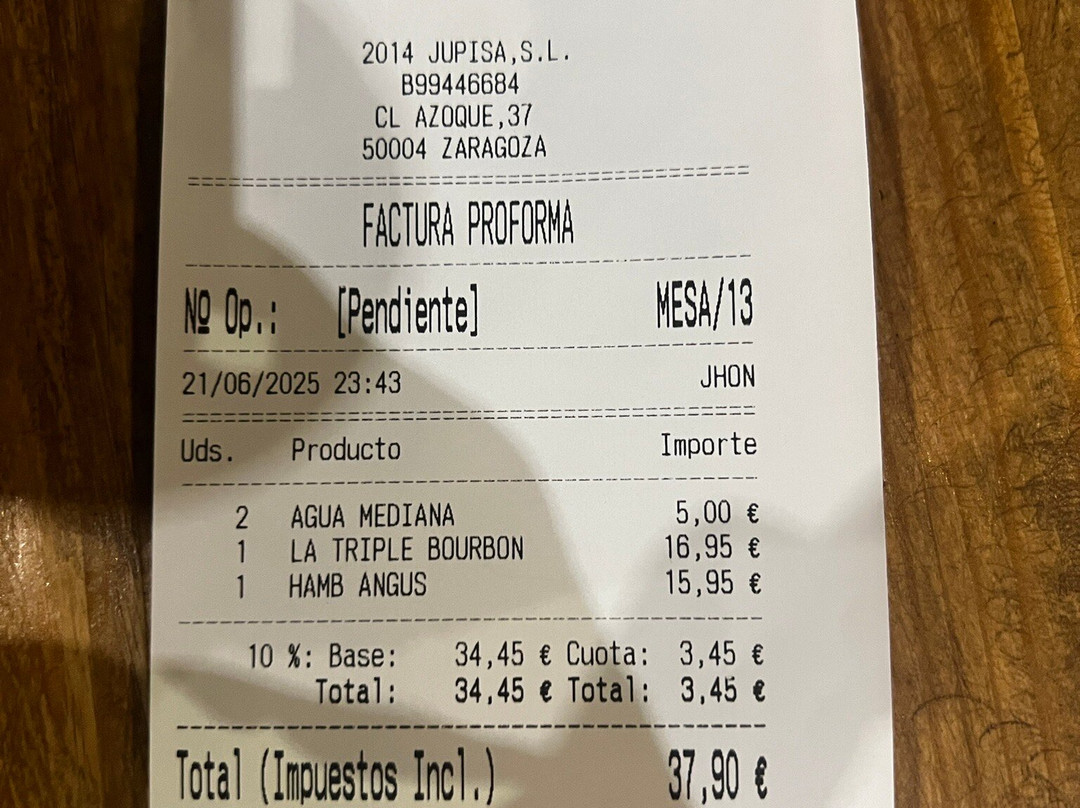 2014 JUPISA,S.L.
B99446684
CL AZOQUE,37
50004 ZARAGOZA
FACTURA PROFORMA
Nº Op.: [Pendiente] MESA/13
21/06/2025 23:43 JHON
Uds. Producto Importe
2 AGUA MEDIANA 5,00 €
1 LA TRIPLE BOURBON 16,95 €
1 HAMB ANGUS 15,95 €
10 %: Base: 34,45 € Cuota: 3,45 €
Total: 34,45 € Total: 3,45 €
Total (Impuestos Incl.) 37,90 €